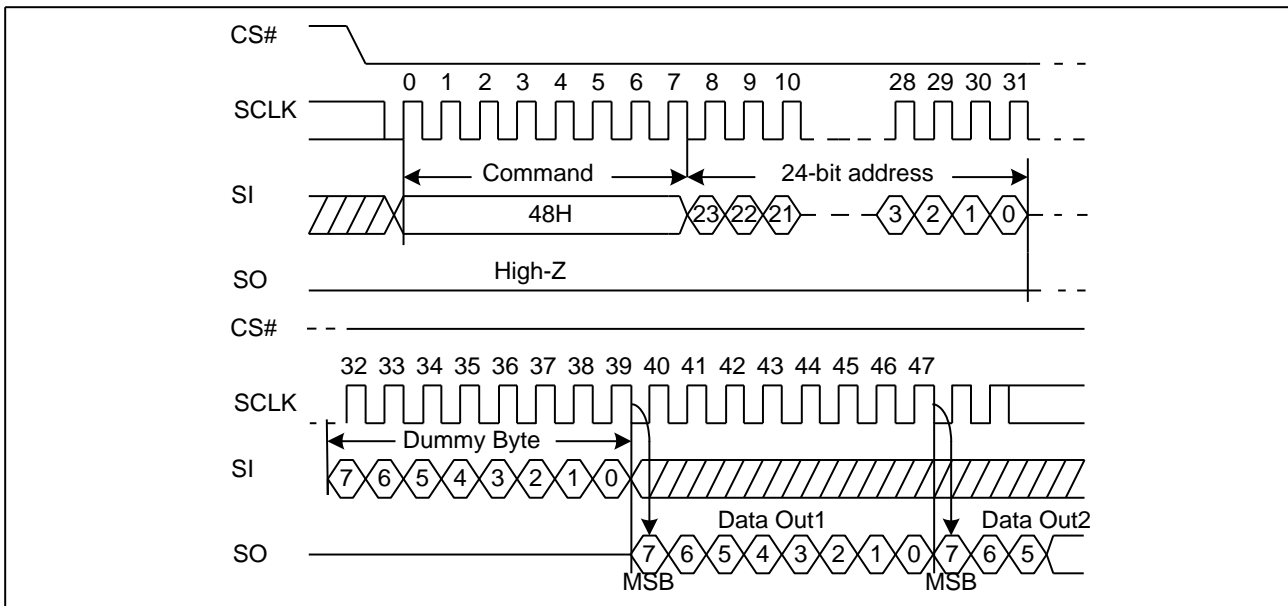 CS#
0 1 2 3 4 5 6 7 8 9 10 28 29 30 31
SCLK
Command 24-bit address
SI
48H 23 22 21 3 2 1 0
High-Z
SO
CS#
32 33 34 35 36 37 38 39 40 41 42 43 44 45 46 47
SCLK
Dummy Byte
SI
7 6 5 4 3 2 1 0
Data Out1 Data Out2
SO
7 6 5 4 3 2 1 0 7 6 5
MSB MSB